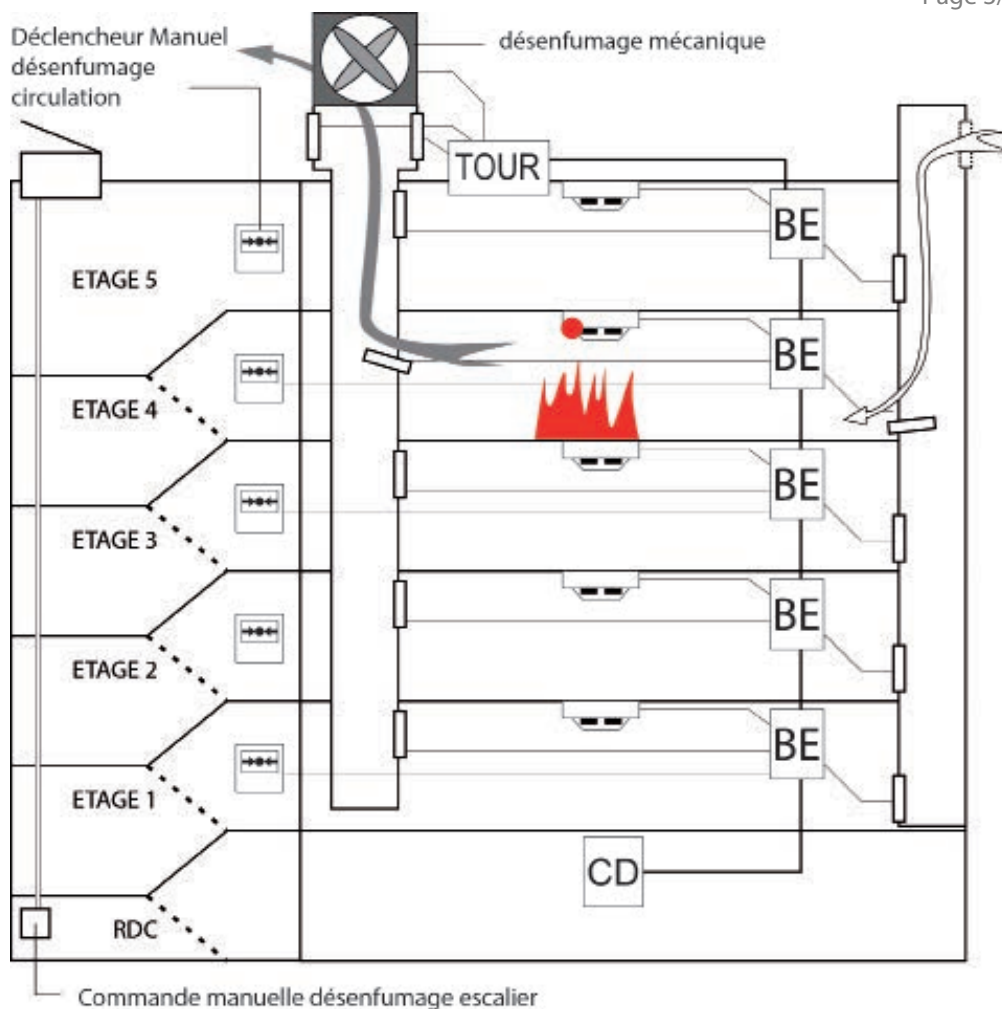 Page 3/
Déclencheur Manuel
désenfumage
circulation
désenfumage mécanique
TOUR
BE
ETAGE 5
BE
ETAGE 4
BE
ETAGE 3
BE
ETAGE 2
BE
ETAGE 1
CD
RDC
Commande manuelle désenfumage escalier